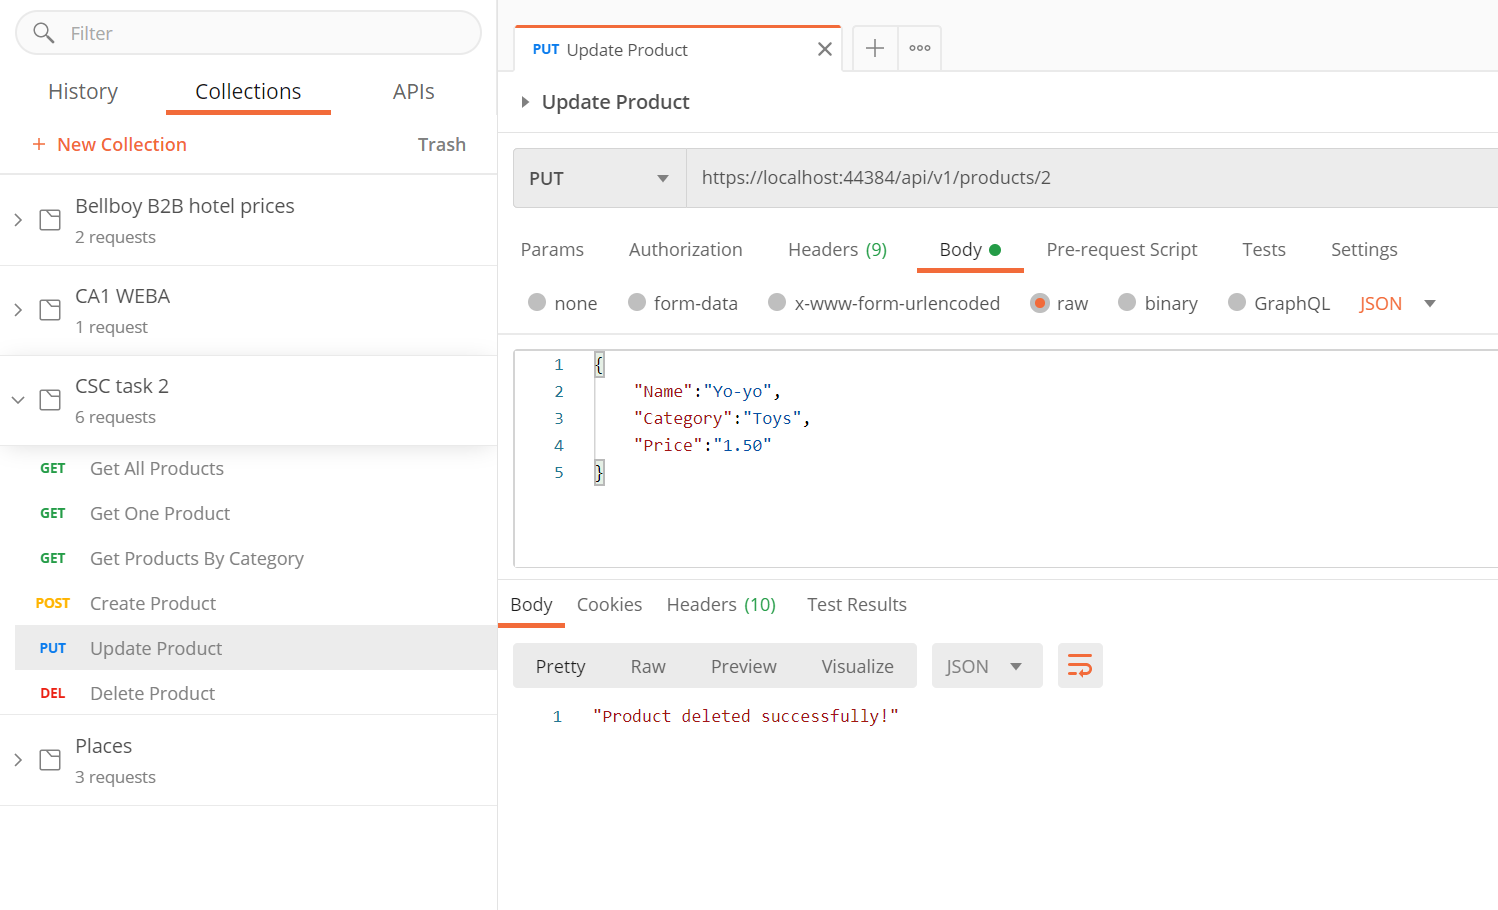 Filter
History Collections APIs
+ New Collection Trash
Bellboy B2B hotel prices
2 requests
CA1 WEBA
1 request
CSC task 2
6 requests
GET Get All Products
GET Get One Product
GET Get Products By Category
POST Create Product
PUT Update Product
DEL Delete Product
Places
3 requests
PUT Update Product
Update Product
PUT https://localhost:44384/api/v1/products/2
Params Authorization Headers (9) Body Pre-request Script Tests Settings
none form-data x-www-form-urlencoded raw binary GraphQL JSON
1 {
2 "Name":"Yo-yo",
3 "Category":"Toys",
4 "Price":"1.50"
5 }
Body Cookies Headers (10) Test Results
Pretty Raw Preview Visualize JSON
1 "Product deleted successfully!"